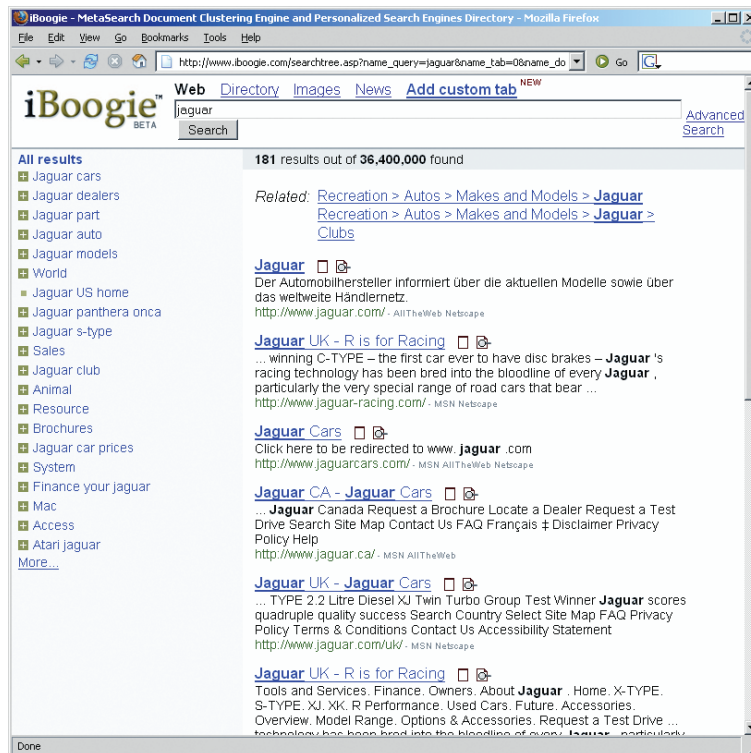 iBoogie - MetaSearch Document Clustering Engine and Personalized Search Engines Directory - Mozilla Firefox
File Edit View Go Bookmarks Tools Help
http://www.iboogie.com/searchtree.asp?name_query=jaguar&name_tab=0&name_do Go G
iBoogie™ BETA
Web Directory Images News Add custom tab NEW
jaguar
Search
Advanced Search
All results
Jaguar cars
Jaguar dealers
Jaguar part
Jaguar auto
Jaguar models
World
Jaguar US home
Jaguar panthera onca
Jaguar s-type
Sales
Jaguar club
Animal
Resource
Brochures
Jaguar car prices
System
Finance your jaguar
Mac
Access
Atari jaguar
More...
181 results out of 36,400,000 found
Related: Recreation > Autos > Makes and Models > Jaguar
Recreation > Autos > Makes and Models > Jaguar >
Clubs
Jaguar
Der Automobilhersteller informiert über die aktuellen Modelle sowie über
das weltweite Händlernetz.
http://www.jaguar.com/ - AllTheWeb Netscape
Jaguar UK - R is for Racing
... winning C-TYPE – the first car ever to have disc brakes – Jaguar 's
racing technology has been bred into the bloodline of every Jaguar ,
particularly the very special range of road cars that bear ...
http://www.jaguar-racing.com/ - MSN Netscape
Jaguar Cars
Click here to be redirected to www. jaguar .com
http://www.jaguarcars.com/ - MSN AllTheWeb Netscape
Jaguar CA - Jaguar Cars
... Jaguar Canada Request a Brochure Locate a Dealer Request a Test
Drive Search Site Map Contact Us FAQ Français ‡ Disclaimer Privacy
Policy Help
http://www.jaguar.ca/ - MSN AllTheWeb
Jaguar UK - Jaguar Cars
... TYPE 2.2 Litre Diesel XJ Twin Turbo Group Test Winner Jaguar scores
quadruple quality success Search Country Select Site Map FAQ Privacy
Policy Terms & Conditions Contact Us Accessibility Statement
http://www.jaguar.com/uk/ - MSN Netscape
Jaguar UK - R is for Racing
Tools and Services. Finance. Owners. About Jaguar . Home. X-TYPE.
S-TYPE. XJ. XK. R Performance. Used Cars. Future. Accessories.
Overview. Model Range. Options & Accessories. Request a Test Drive ...
technology has been bred into the bloodline of every Jaguar , particularly
Done